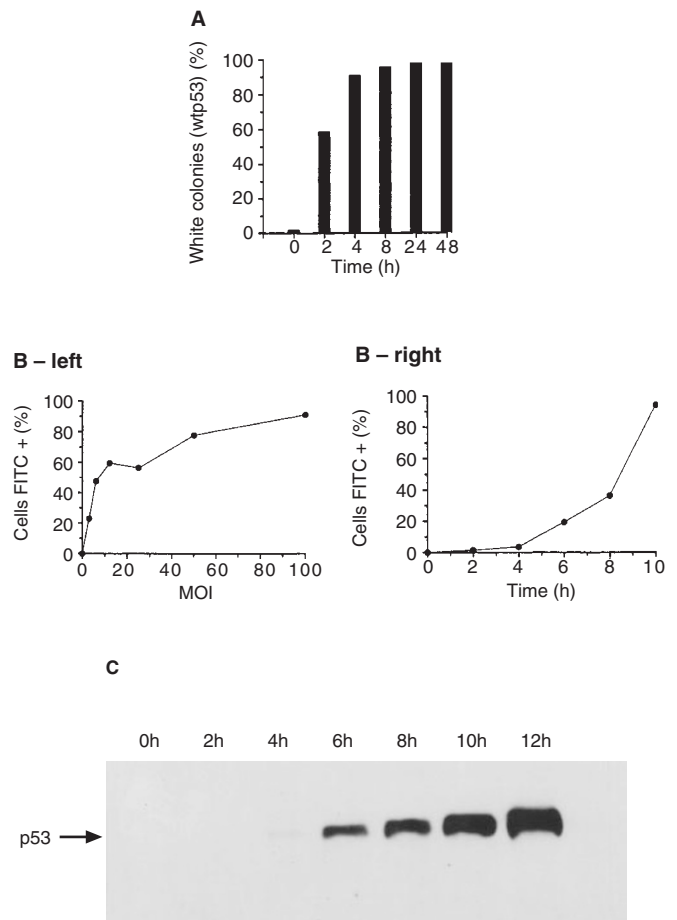 A
White colonies (wtp53) (%)
100
80
60
40
20
0
0 2 4 8 24 48
Time (h)
B – left
Cells FITC + (%)
100
80
60
40
20
0
0 20 40 60 80 100
MOI
B – right
Cells FITC + (%)
100
80
60
40
20
0
0 2 4 6 8 10
Time (h)
C
0h 2h 4h 6h 8h 10h 12h
p53